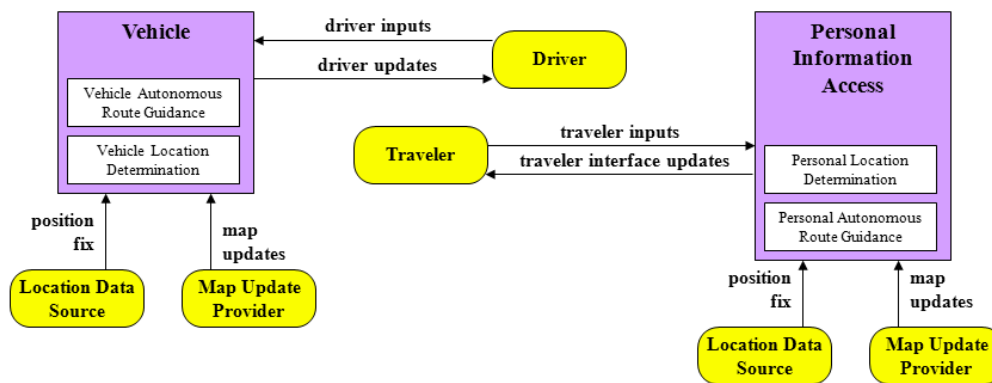 Vehicle
Vehicle Autonomous
Route Guidance
Vehicle Location
Determination
driver inputs
driver updates
Driver
Personal
Information
Access
Traveler
traveler inputs
traveler interface updates
Personal Location
Determination
Personal Autonomous
Route Guidance
position
fix
map
updates
Location Data
Source
Map Update
Provider
position
fix
map
updates
Location Data
Source
Map Update
Provider